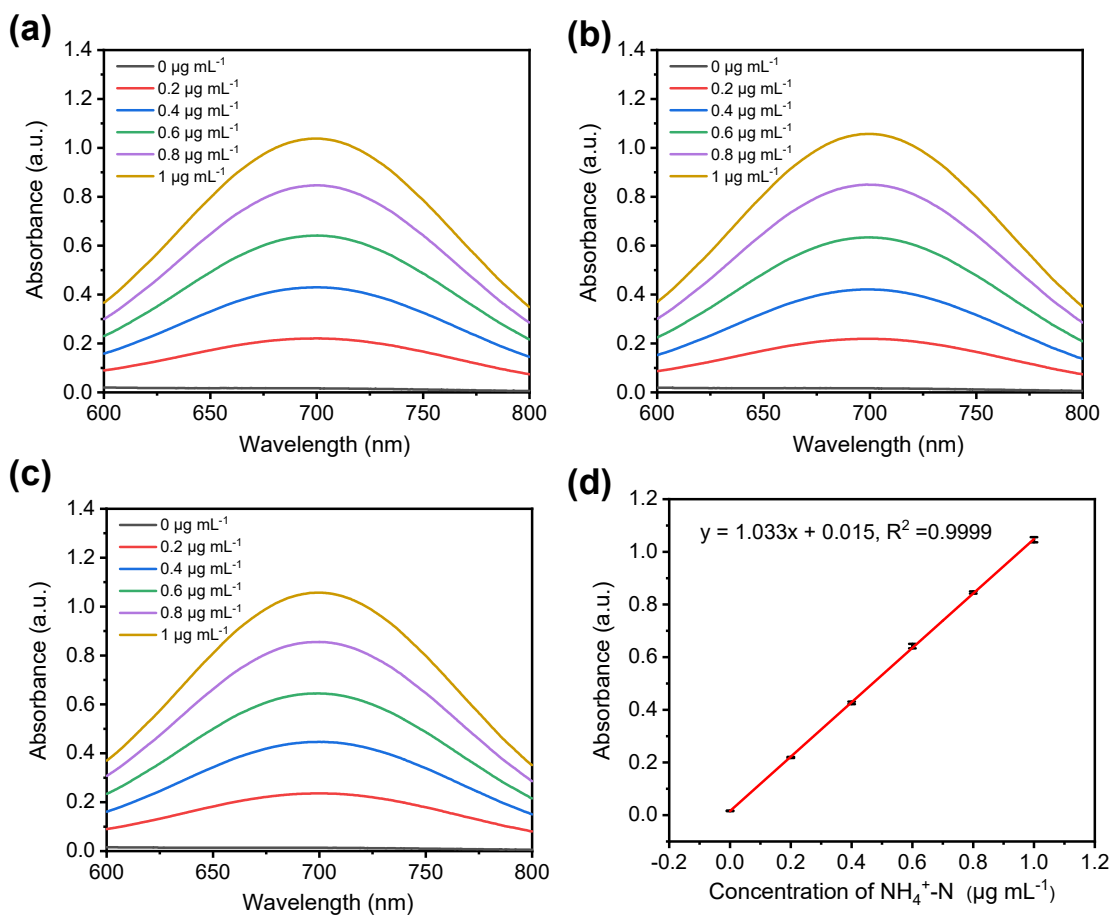 (a)
1.4
1.2
1.0
0.8
0.6
0.4
0.2
0.0
Absorbance (a.u.)
0 µg mL⁻¹
0.2 µg mL⁻¹
0.4 µg mL⁻¹
0.6 µg mL⁻¹
0.8 µg mL⁻¹
1 µg mL⁻¹
600 650 700 750 800
Wavelength (nm)
(b)
1.4
1.2
1.0
0.8
0.6
0.4
0.2
0.0
Absorbance (a.u.)
0 µg mL⁻¹
0.2 µg mL⁻¹
0.4 µg mL⁻¹
0.6 µg mL⁻¹
0.8 µg mL⁻¹
1 µg mL⁻¹
600 650 700 750 800
Wavelength (nm)
(c)
1.4
1.2
1.0
0.8
0.6
0.4
0.2
0.0
Absorbance (a.u.)
0 µg mL⁻¹
0.2 µg mL⁻¹
0.4 µg mL⁻¹
0.6 µg mL⁻¹
0.8 µg mL⁻¹
1 µg mL⁻¹
600 650 700 750 800
Wavelength (nm)
(d)
1.2
1.0
0.8
0.6
0.4
0.2
0.0
Absorbance (a.u.)
y = 1.033x + 0.015, R² =0.9999
-0.2 0.0 0.2 0.4 0.6 0.8 1.0 1.2
Concentration of NH₄⁺-N (µg mL⁻¹)